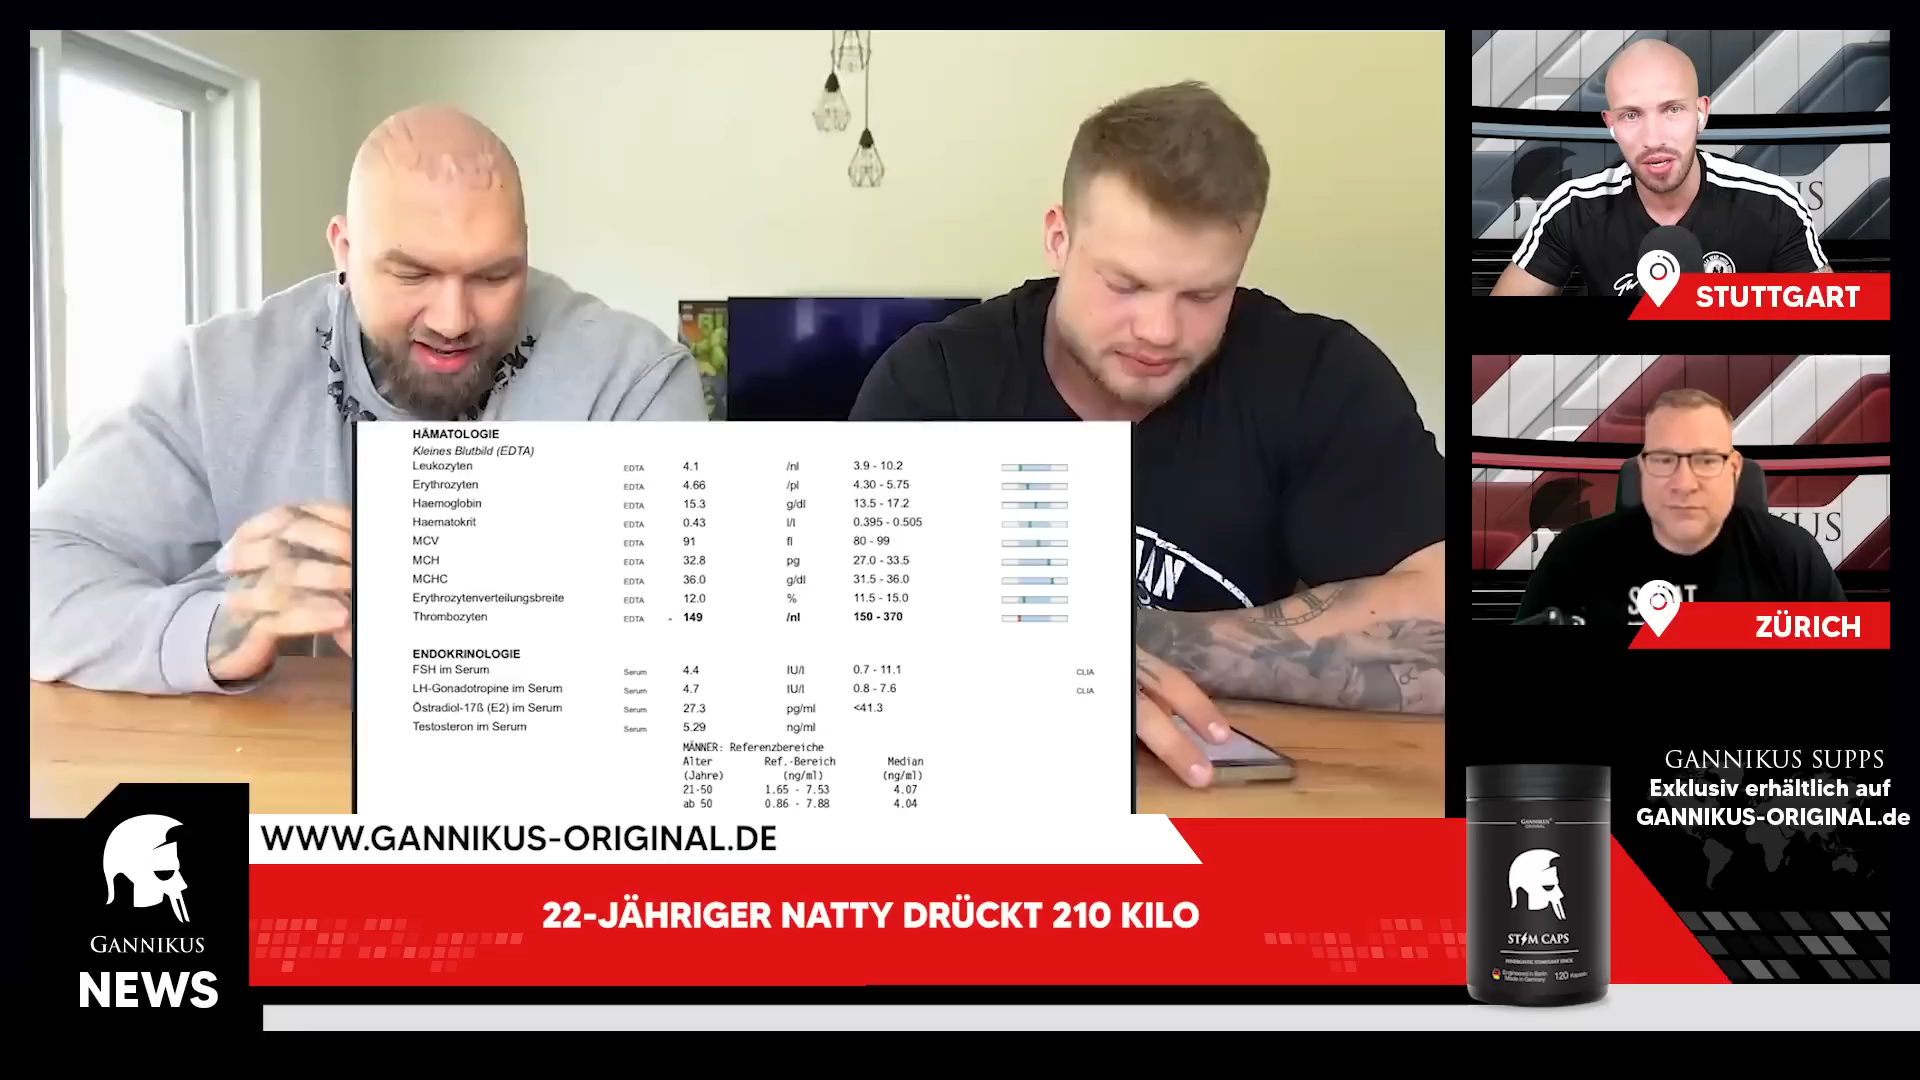 HÄMATOLOGIE
Kleines Blutbild (EDTA)
Leukozyten EDTA 4.1 /nl 3.9 - 10.2
Erythrozyten EDTA 4.66 /pl 4.30 - 5.75
Haemoglobin EDTA 15.3 g/dl 13.5 - 17.2
Haematokrit EDTA 0.43 l/l 0.395 - 0.505
MCV EDTA 91 fl 80 - 99
MCH EDTA 32.8 pg 27.0 - 33.5
MCHC EDTA 36.0 g/dl 31.5 - 36.0
Erythrozytenverteilungsbreite EDTA 12.0 % 11.5 - 15.0
Thrombozyten EDTA - 149 /nl 150 - 370
ENDOKRINOLOGIE
FSH im Serum Serum 4.4 IU/l 0.7 - 11.1 CLIA
LH-Gonadotropine im Serum Serum 4.7 IU/l 0.8 - 7.6 CLIA
Östradiol-17ß (E2) im Serum Serum 27.3 pg/ml <41.3
Testosteron im Serum Serum 5.29 ng/ml
MÄNNER: Referenzbereiche
Alter Ref.-Bereich Median
(Jahre) (ng/ml) (ng/ml)
21-50 1.65 - 7.53 4.07
ab 50 0.86 - 7.88 4.04
STUTTGART
ZÜRICH
GANNIKUS SUPPS
Exklusiv erhältlich auf
GANNIKUS-ORIGINAL.de
WWW.GANNIKUS-ORIGINAL.DE
22-JÄHRIGER NATTY DRÜCKT 210 KILO
GANNIKUS
NEWS
GANNIKUS
ORIGINAL
STIM CAPS
Engineered in Berlin
Made in Germany
120 Kapseln